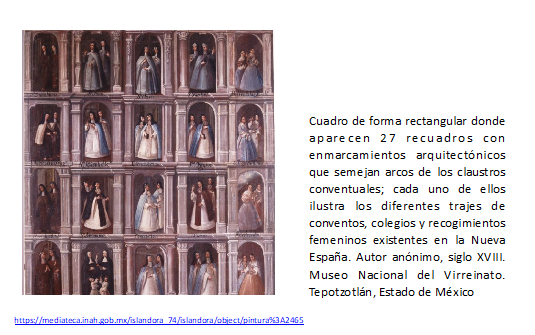 Cuadro de forma rectangular donde
aparecen 27 recuadros con
enmarcamientos arquitectónicos
que semejan arcos de los claustros
conventuales; cada uno de ellos
ilustra los diferentes trajes de
conventos, colegios y recogimientos
femeninos existentes en la Nueva
España. Autor anónimo, siglo XVIII.
Museo Nacional del Virreinato.
Tepotzotlán, Estado de México
https://mediateca.inah.gob.mx/islandora_74/islandora/object/pintura%3A2465